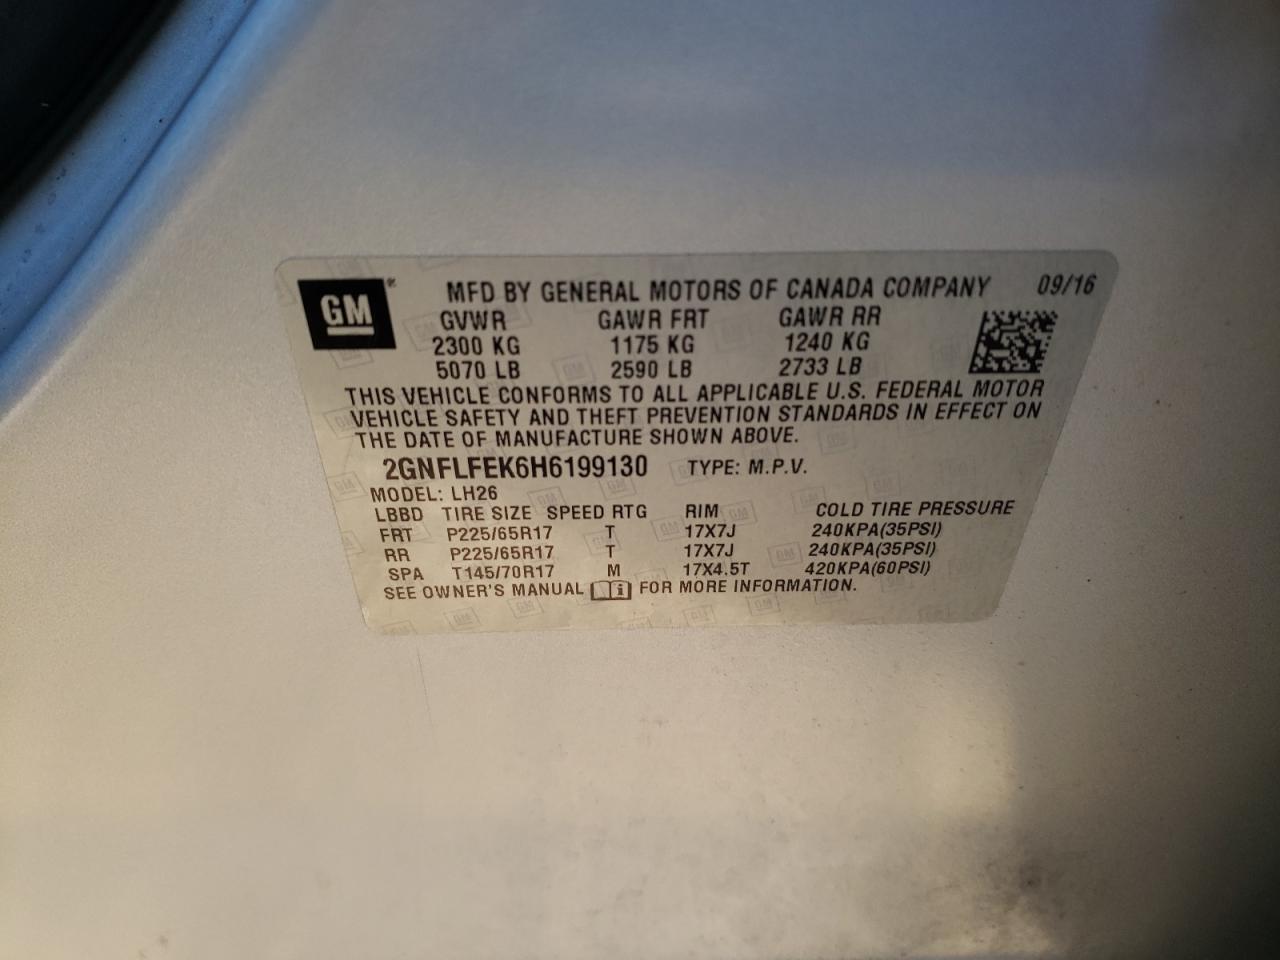 GM®
MFD BY GENERAL MOTORS OF CANADA COMPANY 09/16
GVWR GAWR FRT GAWR RR
2300 KG 1175 KG 1240 KG
5070 LB 2590 LB 2733 LB
THIS VEHICLE CONFORMS TO ALL APPLICABLE U.S. FEDERAL MOTOR
VEHICLE SAFETY AND THEFT PREVENTION STANDARDS IN EFFECT ON
THE DATE OF MANUFACTURE SHOWN ABOVE.
2GNFLFEK6H6199130 TYPE: M.P.V.
MODEL: LH26
LBBD TIRE SIZE SPEED RTG RIM COLD TIRE PRESSURE
FRT P225/65R17 T 17X7J 240KPA(35PSI)
RR P225/65R17 T 17X7J 240KPA(35PSI)
SPA T145/70R17 M 17X4.5T 420KPA(60PSI)
SEE OWNER'S MANUAL i FOR MORE INFORMATION.